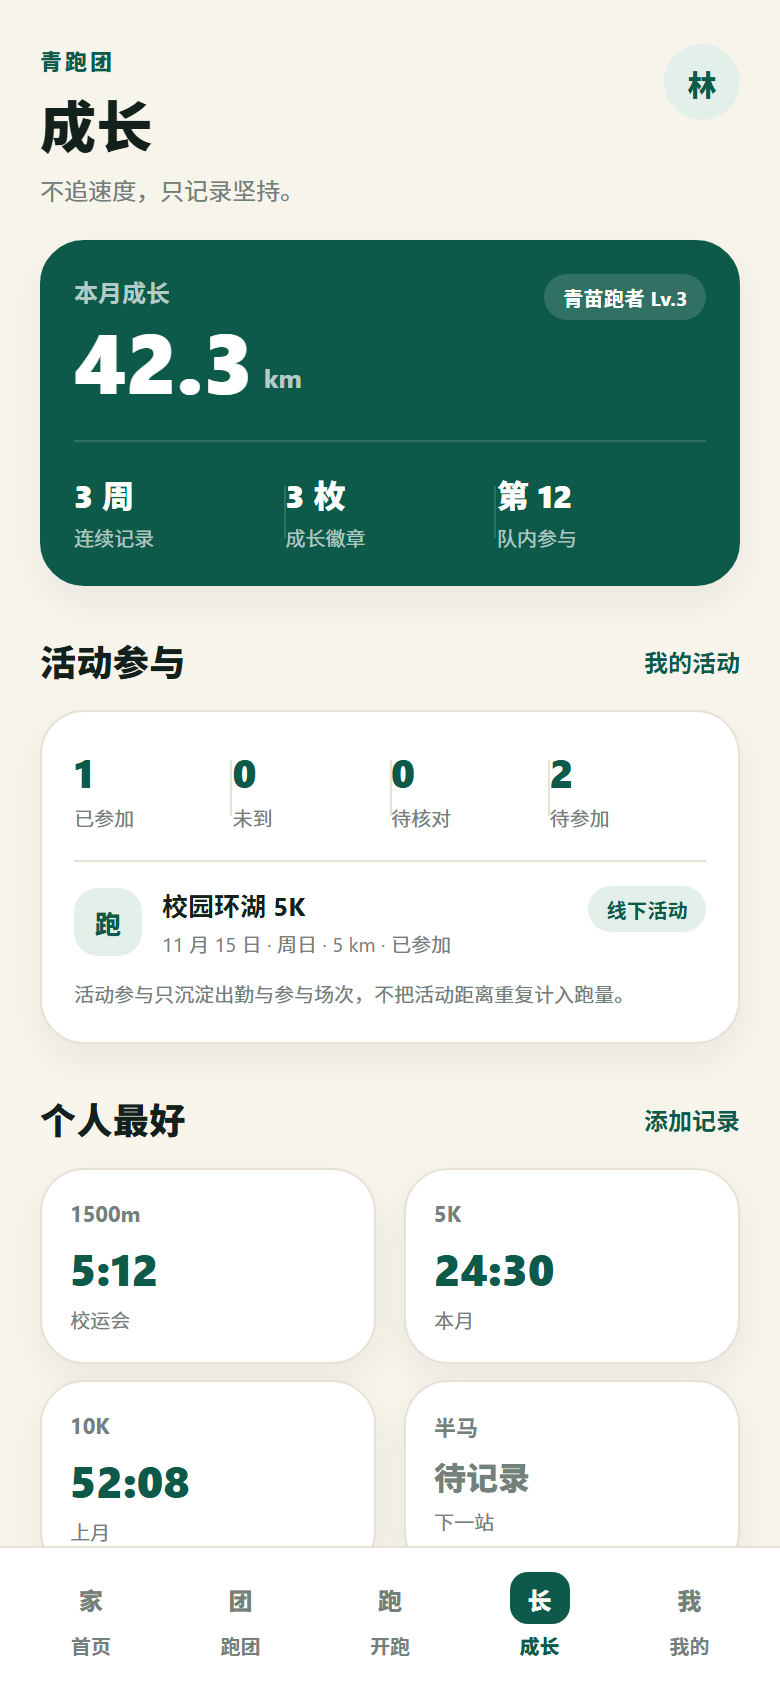 青跑团
林
成长
不追速度，只记录坚持。
本月成长
青苗跑者 Lv.3
42.3 km
3 周
3 枚
第 12
连续记录
成长徽章
队内参与
活动参与
我的活动
1
0
0
2
已参加
未到
待核对
待参加
跑
校园环湖 5K
线下活动
11 月 15 日 · 周日 · 5 km · 已参加
活动参与只沉淀出勤与参与场次，不把活动距离重复计入跑量。
个人最好
添加记录
1500m
5:12
校运会
5K
24:30
本月
10K
52:08
上月
半马
待记录
下一站
家
团
跑
长
我
首页
跑团
开跑
成长
我的